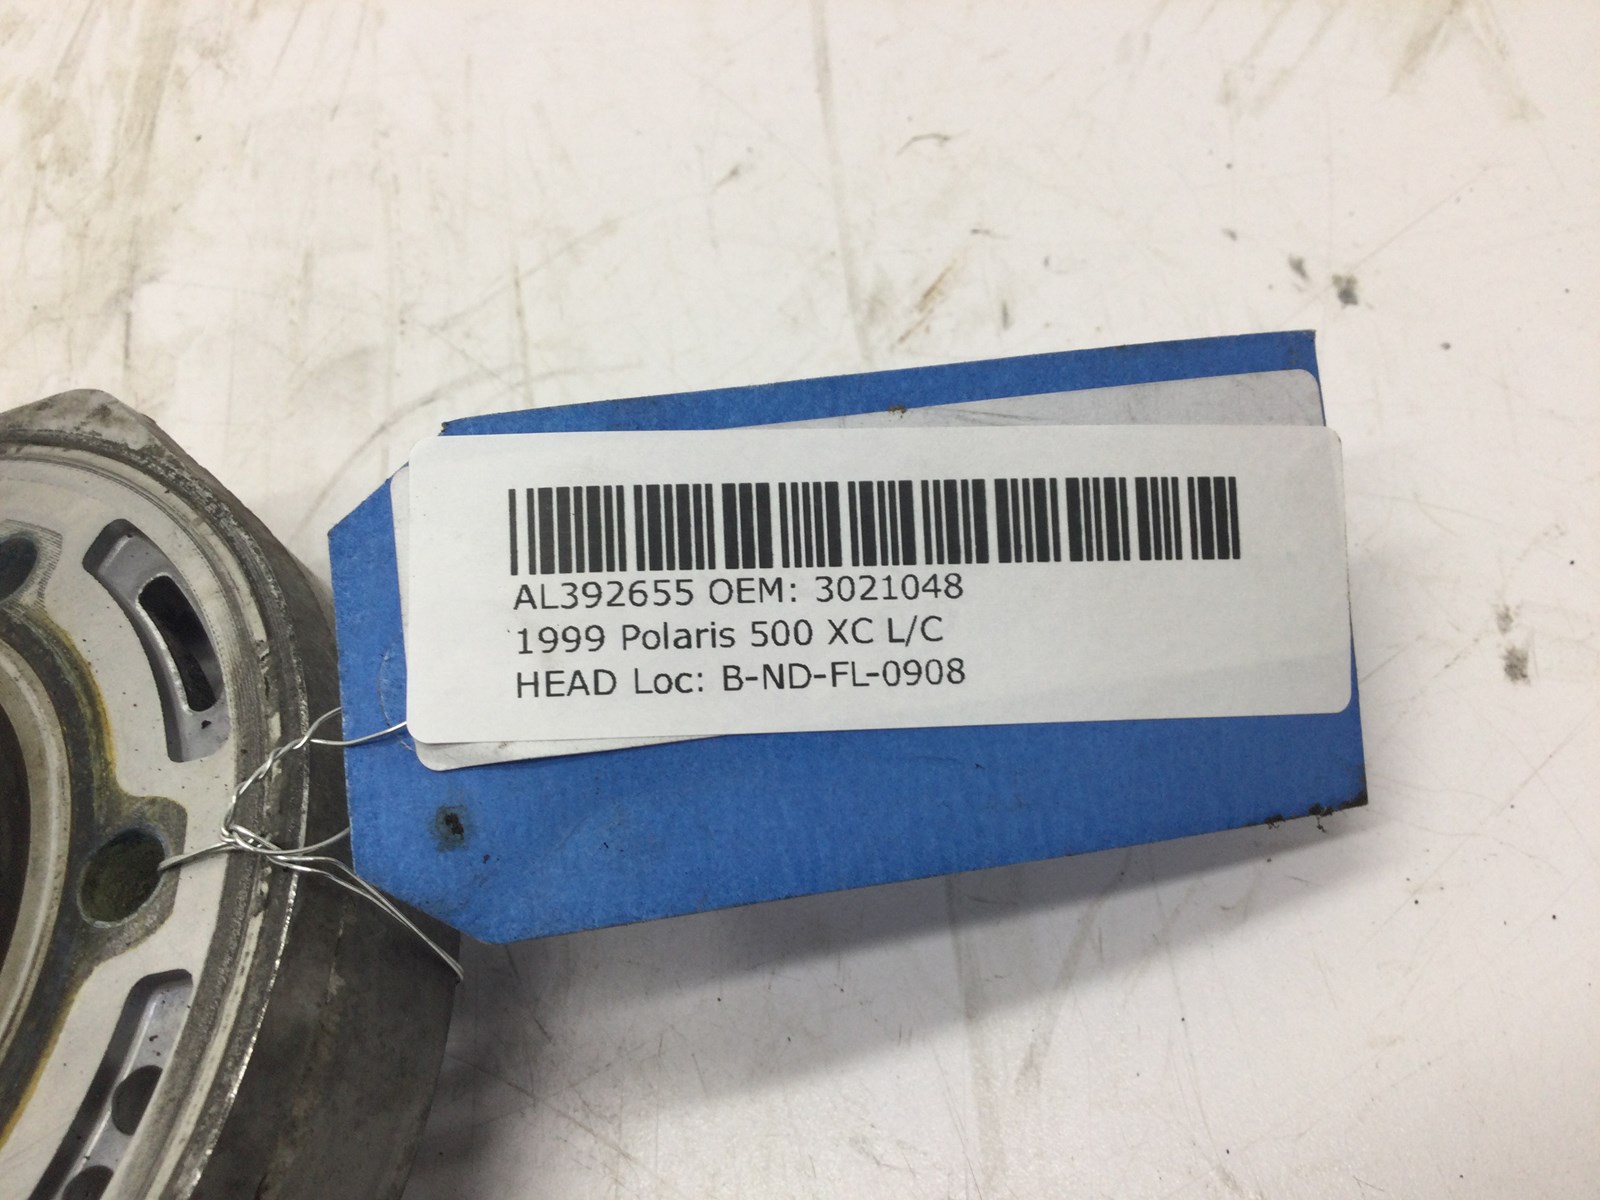 AL392655 OEM: 3021048
1999 Polaris 500 XC L/C
HEAD Loc: B-ND-FL-0908